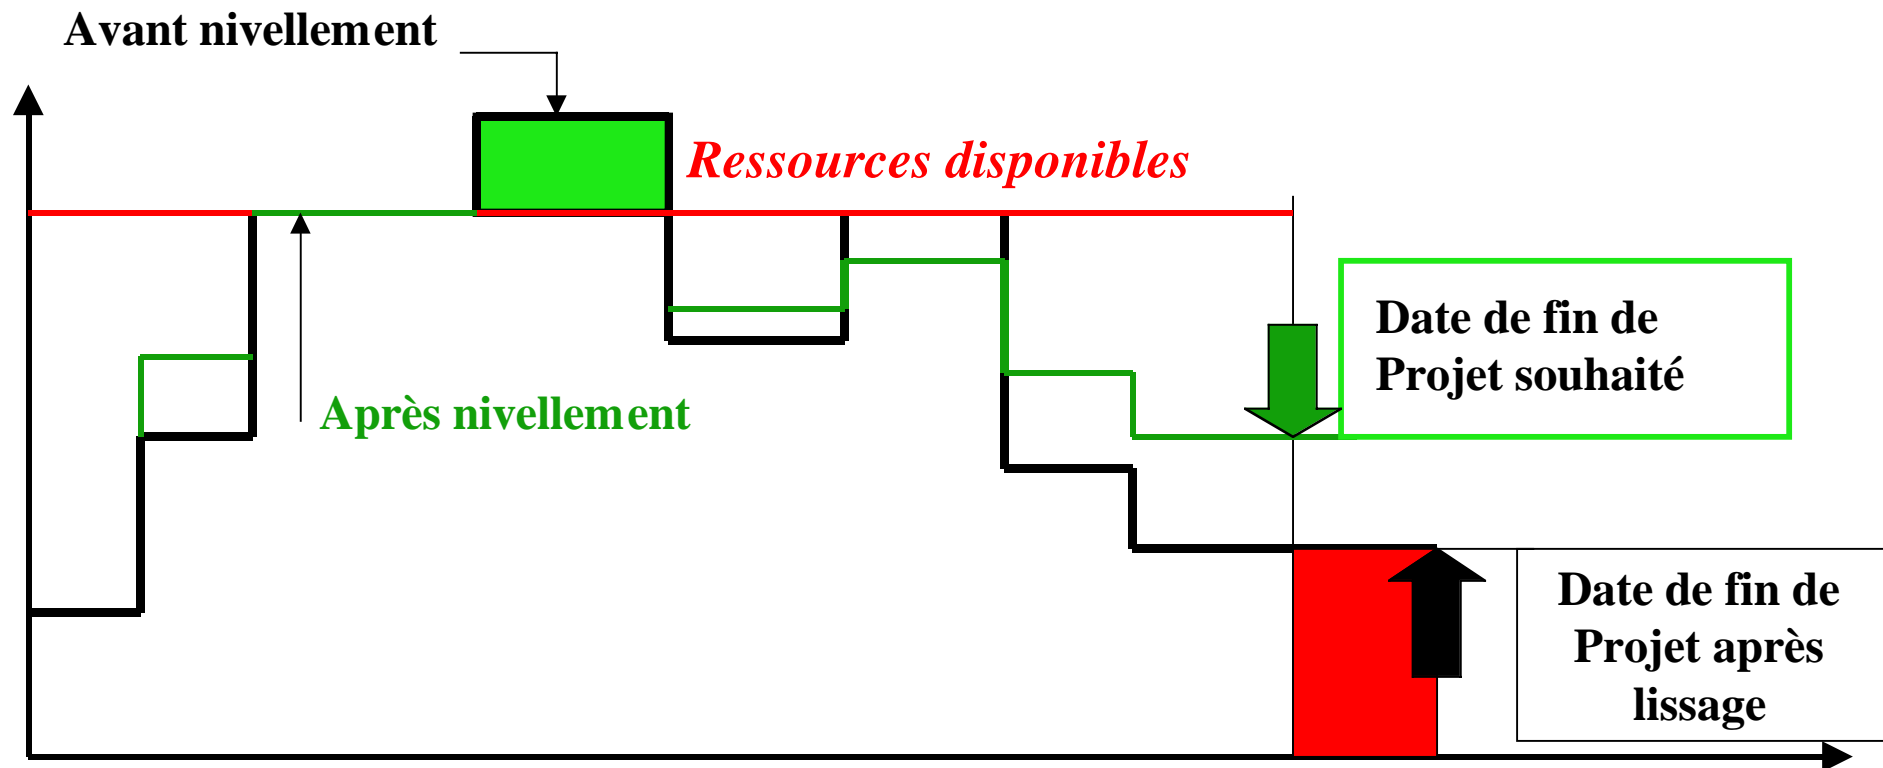 Avant nivellement
Ressources disponibles
Date de fin de
Projet souhaité
Après nivellement
Date de fin de
Projet après
lissage